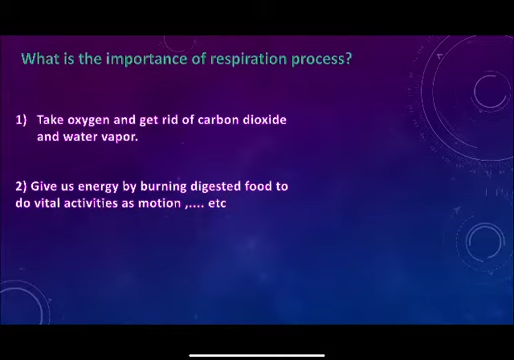 What is the importance of respiration process?
1) Take oxygen and get rid of carbon dioxide
and water vapor.
2) Give us energy by burning digested food to
do vital activities as motion ,.... etc